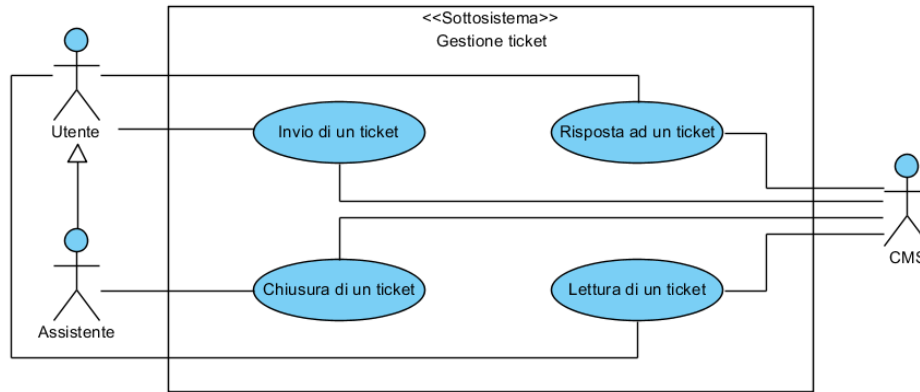 <<Sottosistema>>
Gestione ticket
Utente
Invio di un ticket
Risposta ad un ticket
CMS
Chiusura di un ticket
Lettura di un ticket
Assistente